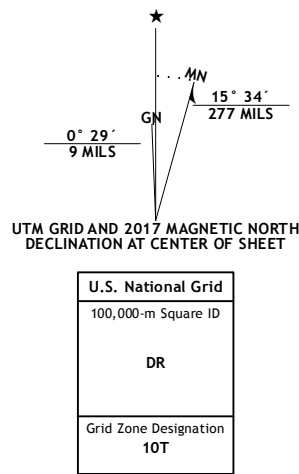 ★
MN
GN
15° 34´
277 MILS
0° 29´
9 MILS
UTM GRID AND 2017 MAGNETIC NORTH
DECLINATION AT CENTER OF SHEET
U.S. National Grid
100,000-m Square ID
DR
Grid Zone Designation
10T